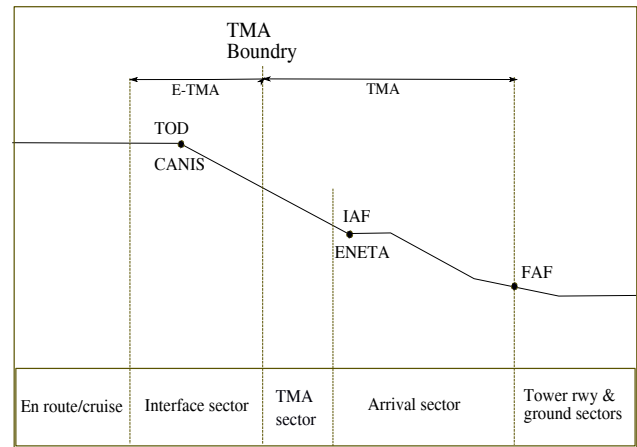 TMA
Boundry
E-TMA
TMA
TOD
CANIS
IAF
ENETA
FAF
En route/cruise
Interface sector
TMA
sector
Arrival sector
Tower rwy &
ground sectors